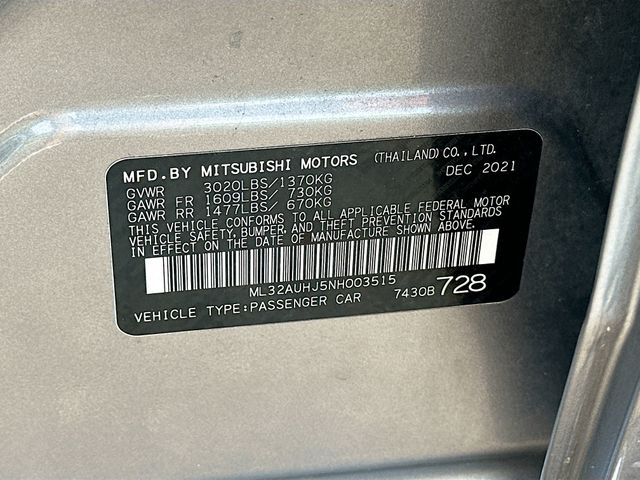 MFD.BY MITSUBISHI MOTORS (THAILAND) CO.,LTD.
GVWR 3020LBS/1370KG DEC 2021
GAWR FR 1609LBS/ 730KG
GAWR RR 1477LBS/ 670KG
THIS VEHICLE CONFORMS TO ALL APPLICABLE FEDERAL MOTOR
VEHICLE SAFETY,BUMPER,AND THEFT PREVENTION STANDARDS
IN EFFECT ON THE DATE OF MANUFACTURE SHOWN ABOVE.
ML32AUHJ5NH003515
VEHICLE TYPE:PASSENGER CAR 7430B 728